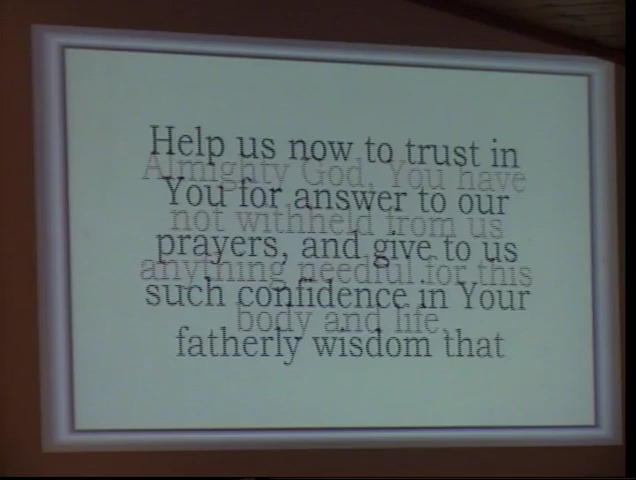 Help us now to trust in
Almighty God, You have
You for answer to our
not withheld from us
prayers, and give to us
anything needful for this
such confidence in Your
body and life,
fatherly wisdom that